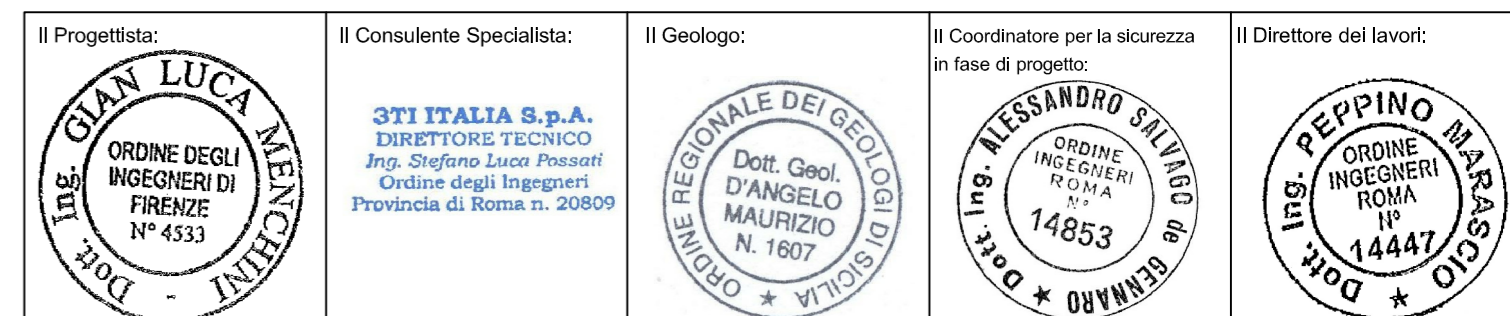 Il Progettista:
Dott. Ing. GIAN LUCA MENCHINI -
ORDINE DEGLI
INGEGNERI DI
FIRENZE
N° 4533
Il Consulente Specialista:
3TI ITALIA S.p.A.
DIRETTORE TECNICO
Ing. Stefano Luca Possati
Ordine degli Ingegneri
Provincia di Roma n. 20809
Il Geologo:
ORDINE REGIONALE DEI GEOLOGI DI SICILIA ★
Dott. Geol.
D'ANGELO
MAURIZIO
N. 1607
Il Coordinatore per la sicurezza
in fase di progetto:
Dott. Ing. ALESSANDRO SALVAGO de GENNARO ★
ORDINE
INGEGNERI
ROMA
N°
14853
Il Direttore dei lavori:
Dott. Ing. PEPPINO MARASCIO ★
ORDINE
INGEGNERI
ROMA
N°
14447